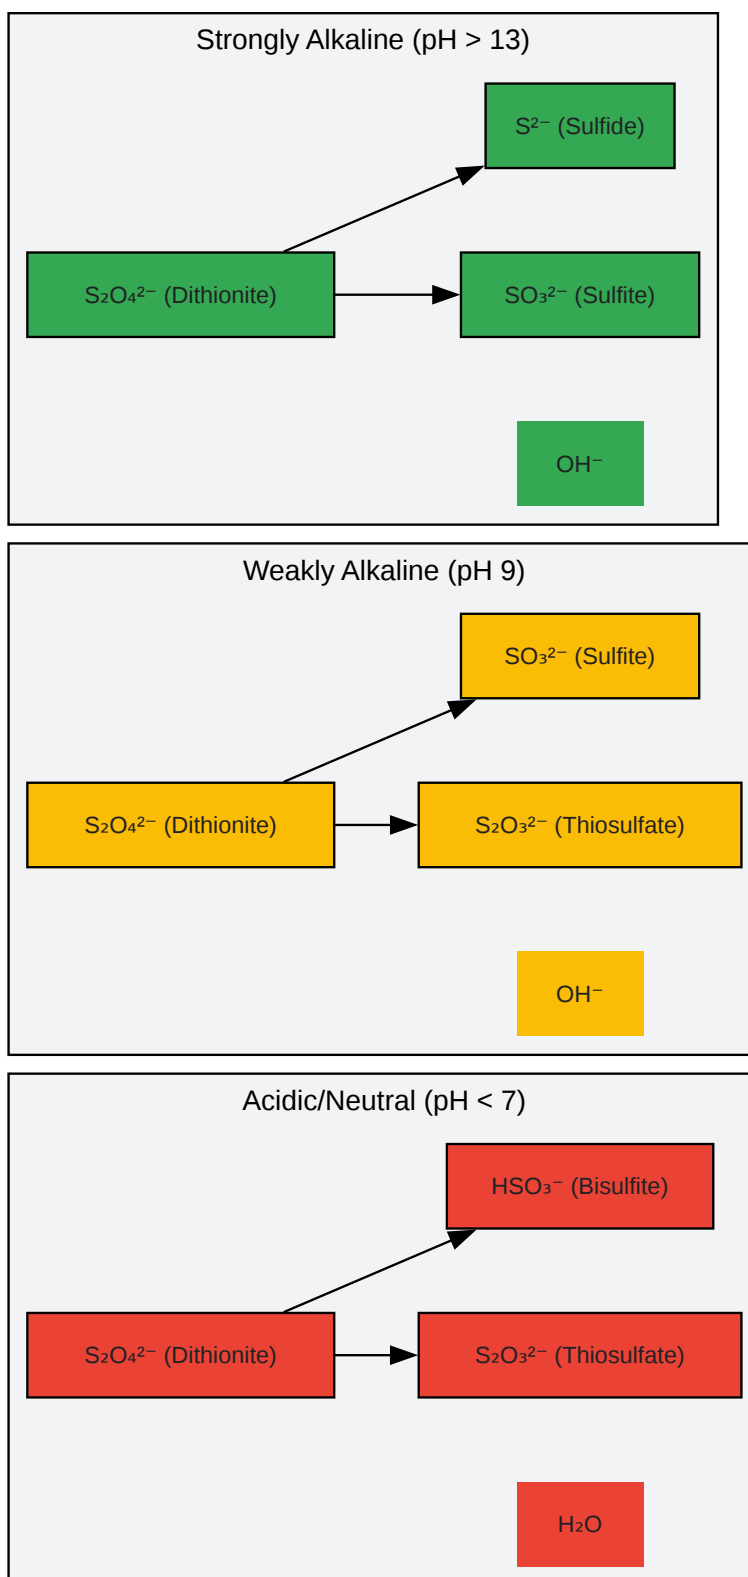 Strongly Alkaline (pH > 13)
S²⁻ (Sulfide)
S₂O₄²⁻ (Dithionite)
SO₃²⁻ (Sulfite)
OH⁻
Weakly Alkaline (pH 9)
SO₃²⁻ (Sulfite)
S₂O₄²⁻ (Dithionite)
S₂O₃²⁻ (Thiosulfate)
OH⁻
Acidic/Neutral (pH < 7)
HSO₃⁻ (Bisulfite)
S₂O₄²⁻ (Dithionite)
S₂O₃²⁻ (Thiosulfate)
H₂O